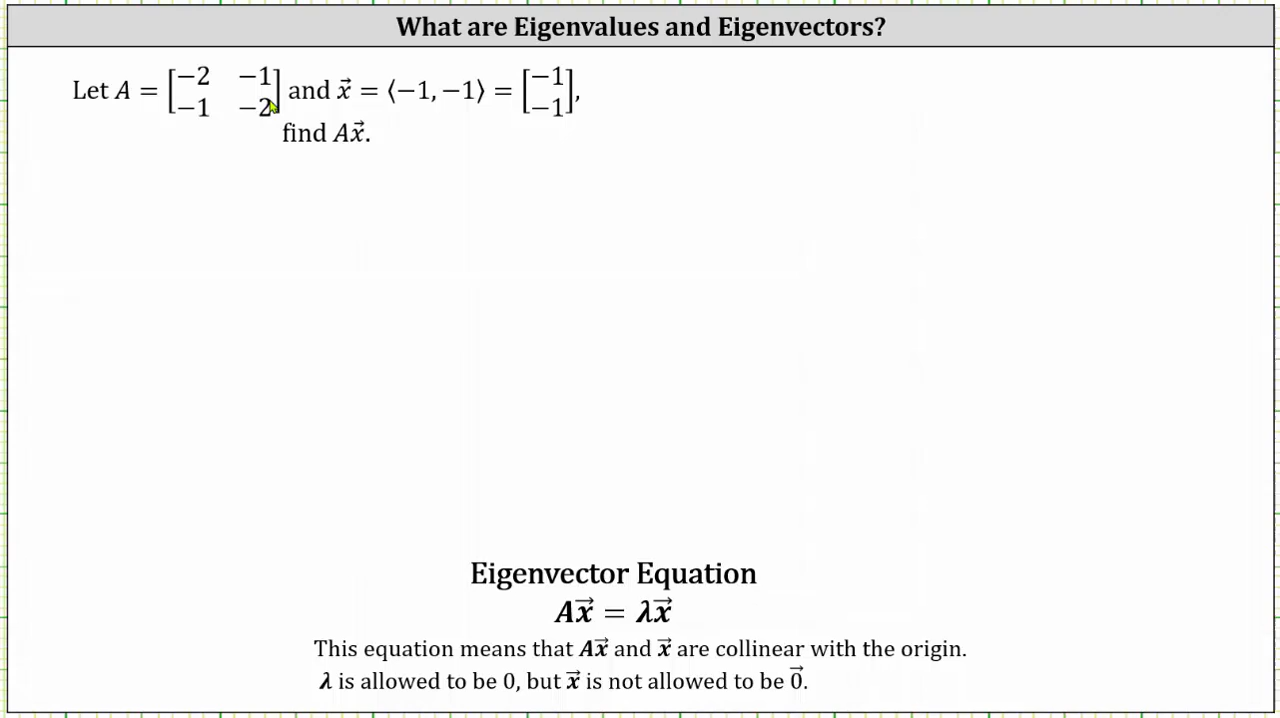 What are Eigenvalues and Eigenvectors?
Let A = [−2 −1; −1 −2] and x⃗ = ⟨−1, −1⟩ = [−1; −1],
find Ax⃗.
Eigenvector Equation
Ax⃗ = λx⃗
This equation means that Ax⃗ and x⃗ are collinear with the origin.
λ is allowed to be 0, but x⃗ is not allowed to be 0⃗.